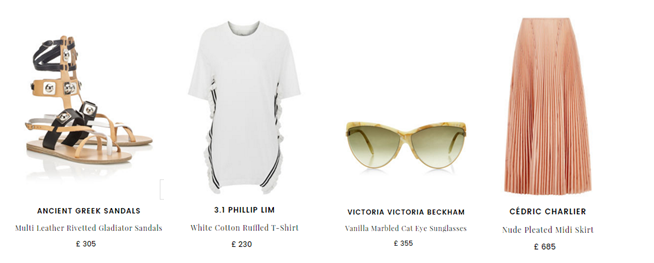 ANCIENT GREEK SANDALS
Multi Leather Rivetted Gladiator Sandals
£ 305
3.1 PHILLIP LIM
White Cotton Ruffled T-Shirt
£ 230
VICTORIA VICTORIA BECKHAM
Vanilla Marbled Cat Eye Sunglasses
£ 355
CÉDRIC CHARLIER
Nude Pleated Midi Skirt
£ 685